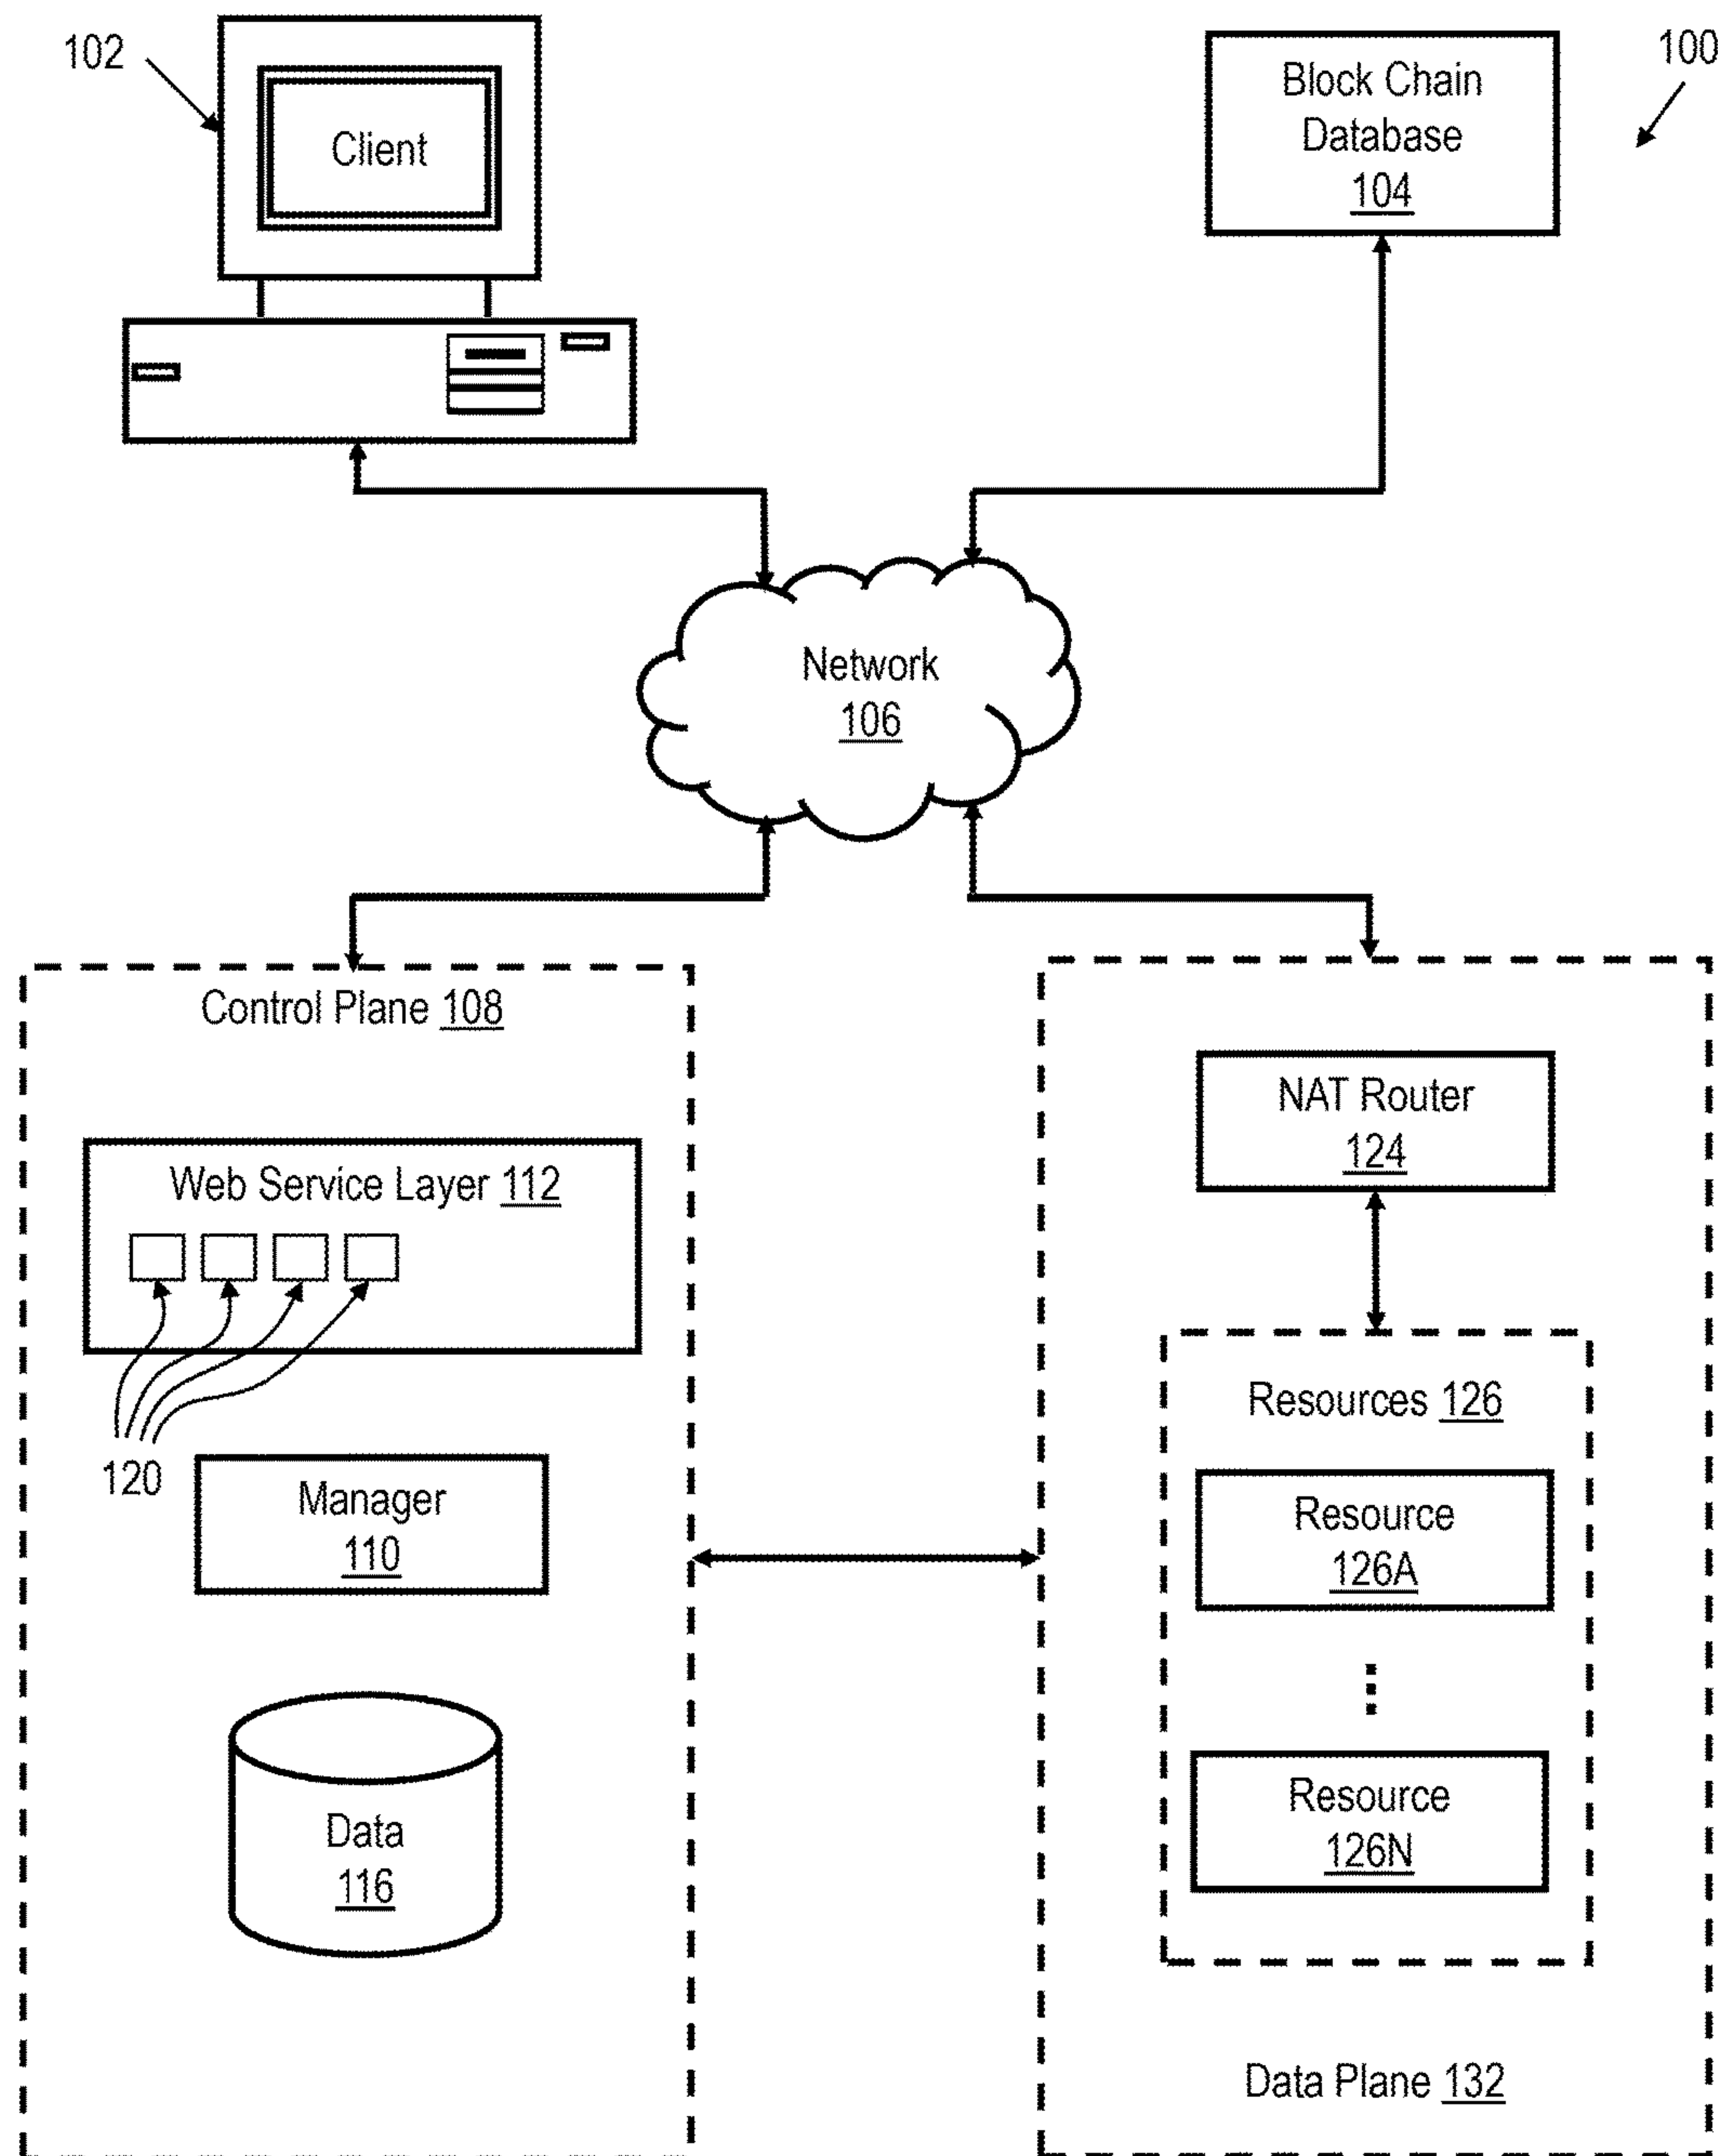 102
Client
Block Chain
Database
104
100
Network
106
Control Plane 108
Web Service Layer 112
120
Manager
110
Data
116
NAT Router
124
Resources 126
Resource
126A
Resource
126N
Data Plane 132